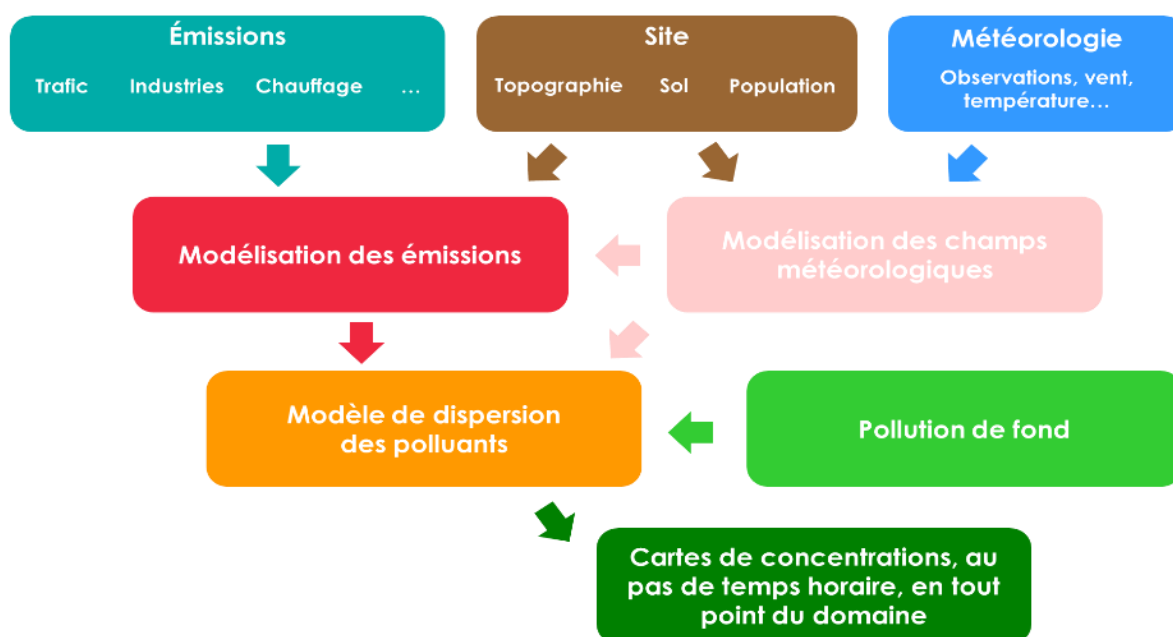 Émissions
Trafic Industries Chauffage ...
Site
Topographie Sol Population
Météorologie
Observations, vent,
température...
Modélisation des émissions
Modélisation des champs
météorologiques
Modèle de dispersion
des polluants
Pollution de fond
Cartes de concentrations, au
pas de temps horaire, en tout
point du domaine